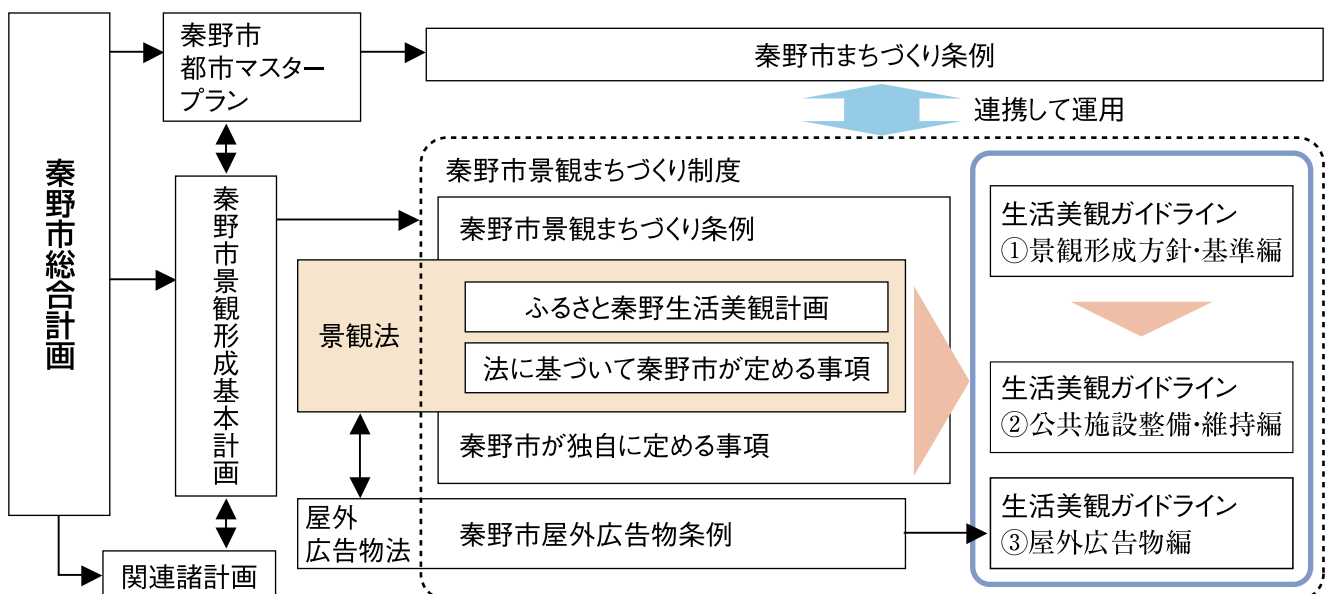 秦野市総合計画
秦野市
都市マスター
プラン
秦野市まちづくり条例
連携して運用
秦野市景観形成基本計画
関連諸計画
秦野市景観まちづくり制度
秦野市景観まちづくり条例
景観法
ふるさと秦野生活美観計画
法に基づいて秦野市が定める事項
秦野市が独自に定める事項
屋外
広告物法
秦野市屋外広告物条例
生活美観ガイドライン
①景観形成方針・基準編
生活美観ガイドライン
②公共施設整備・維持編
生活美観ガイドライン
③屋外広告物編